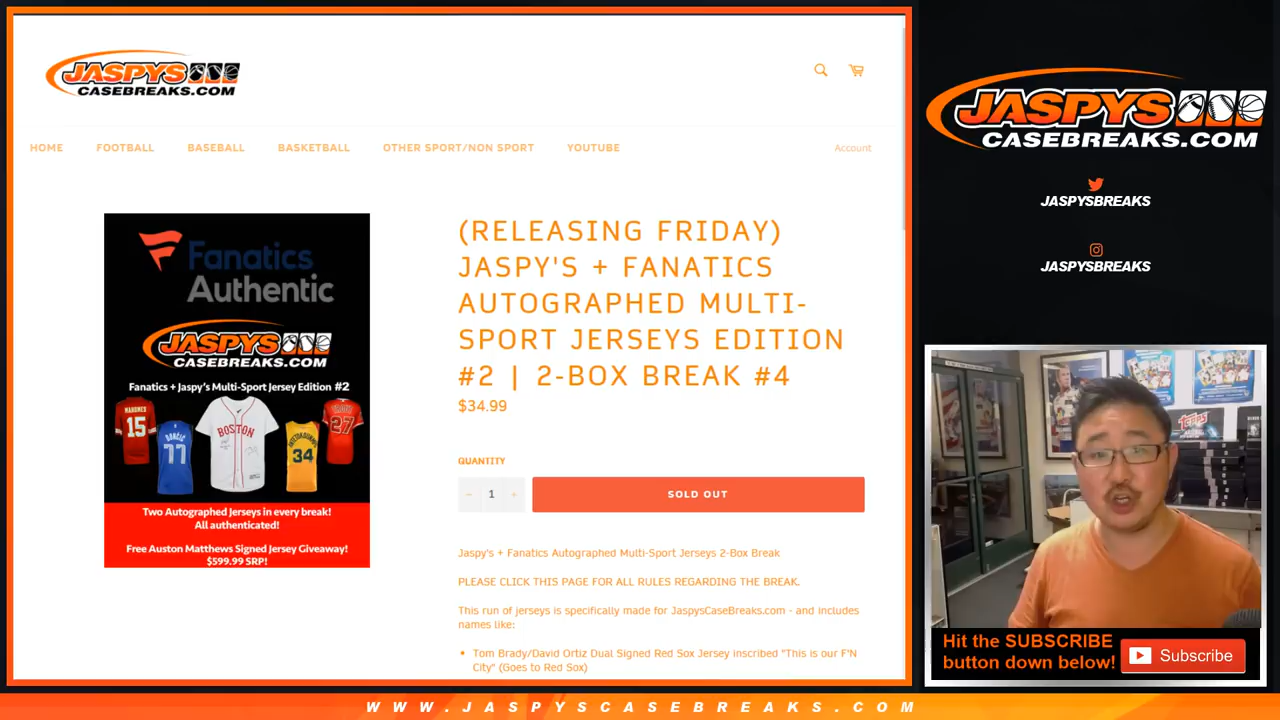 JASPYS
CASEBREAKS.COM
HOME FOOTBALL BASEBALL BASKETBALL OTHER SPORT/NON SPORT YOUTUBE Account
Fanatics
Authentic
JASPYS
CASEBREAKS.COM
Fanatics + Jaspy's Multi-Sport Jersey Edition #2
MAHOMES
15
DONČIĆ
77
BOSTON
34
TROUT
27
Two Autographed Jerseys in every break!
All authenticated!
Free Auston Matthews Signed Jersey Giveaway!
$599.99 SRP!
(RELEASING FRIDAY)
JASPY'S + FANATICS
AUTOGRAPHED MULTI-
SPORT JERSEYS EDITION
#2 | 2-BOX BREAK #4
$34.99
QUANTITY
− 1 +
SOLD OUT
Jaspy's + Fanatics Autographed Multi-Sport Jerseys 2-Box Break
PLEASE CLICK THIS PAGE FOR ALL RULES REGARDING THE BREAK.
This run of jerseys is specifically made for JaspysCaseBreaks.com - and includes
names like:
• Tom Brady/David Ortiz Dual Signed Red Sox Jersey inscribed "This is our F'N
City" (Goes to Red Sox)
JASPYS
CASEBREAKS.COM
JASPYSBREAKS
JASPYSBREAKS
TOPPS
Hit the SUBSCRIBE
button down below!
Subscribe
WWW.JASPYSCASEBREAKS.COM